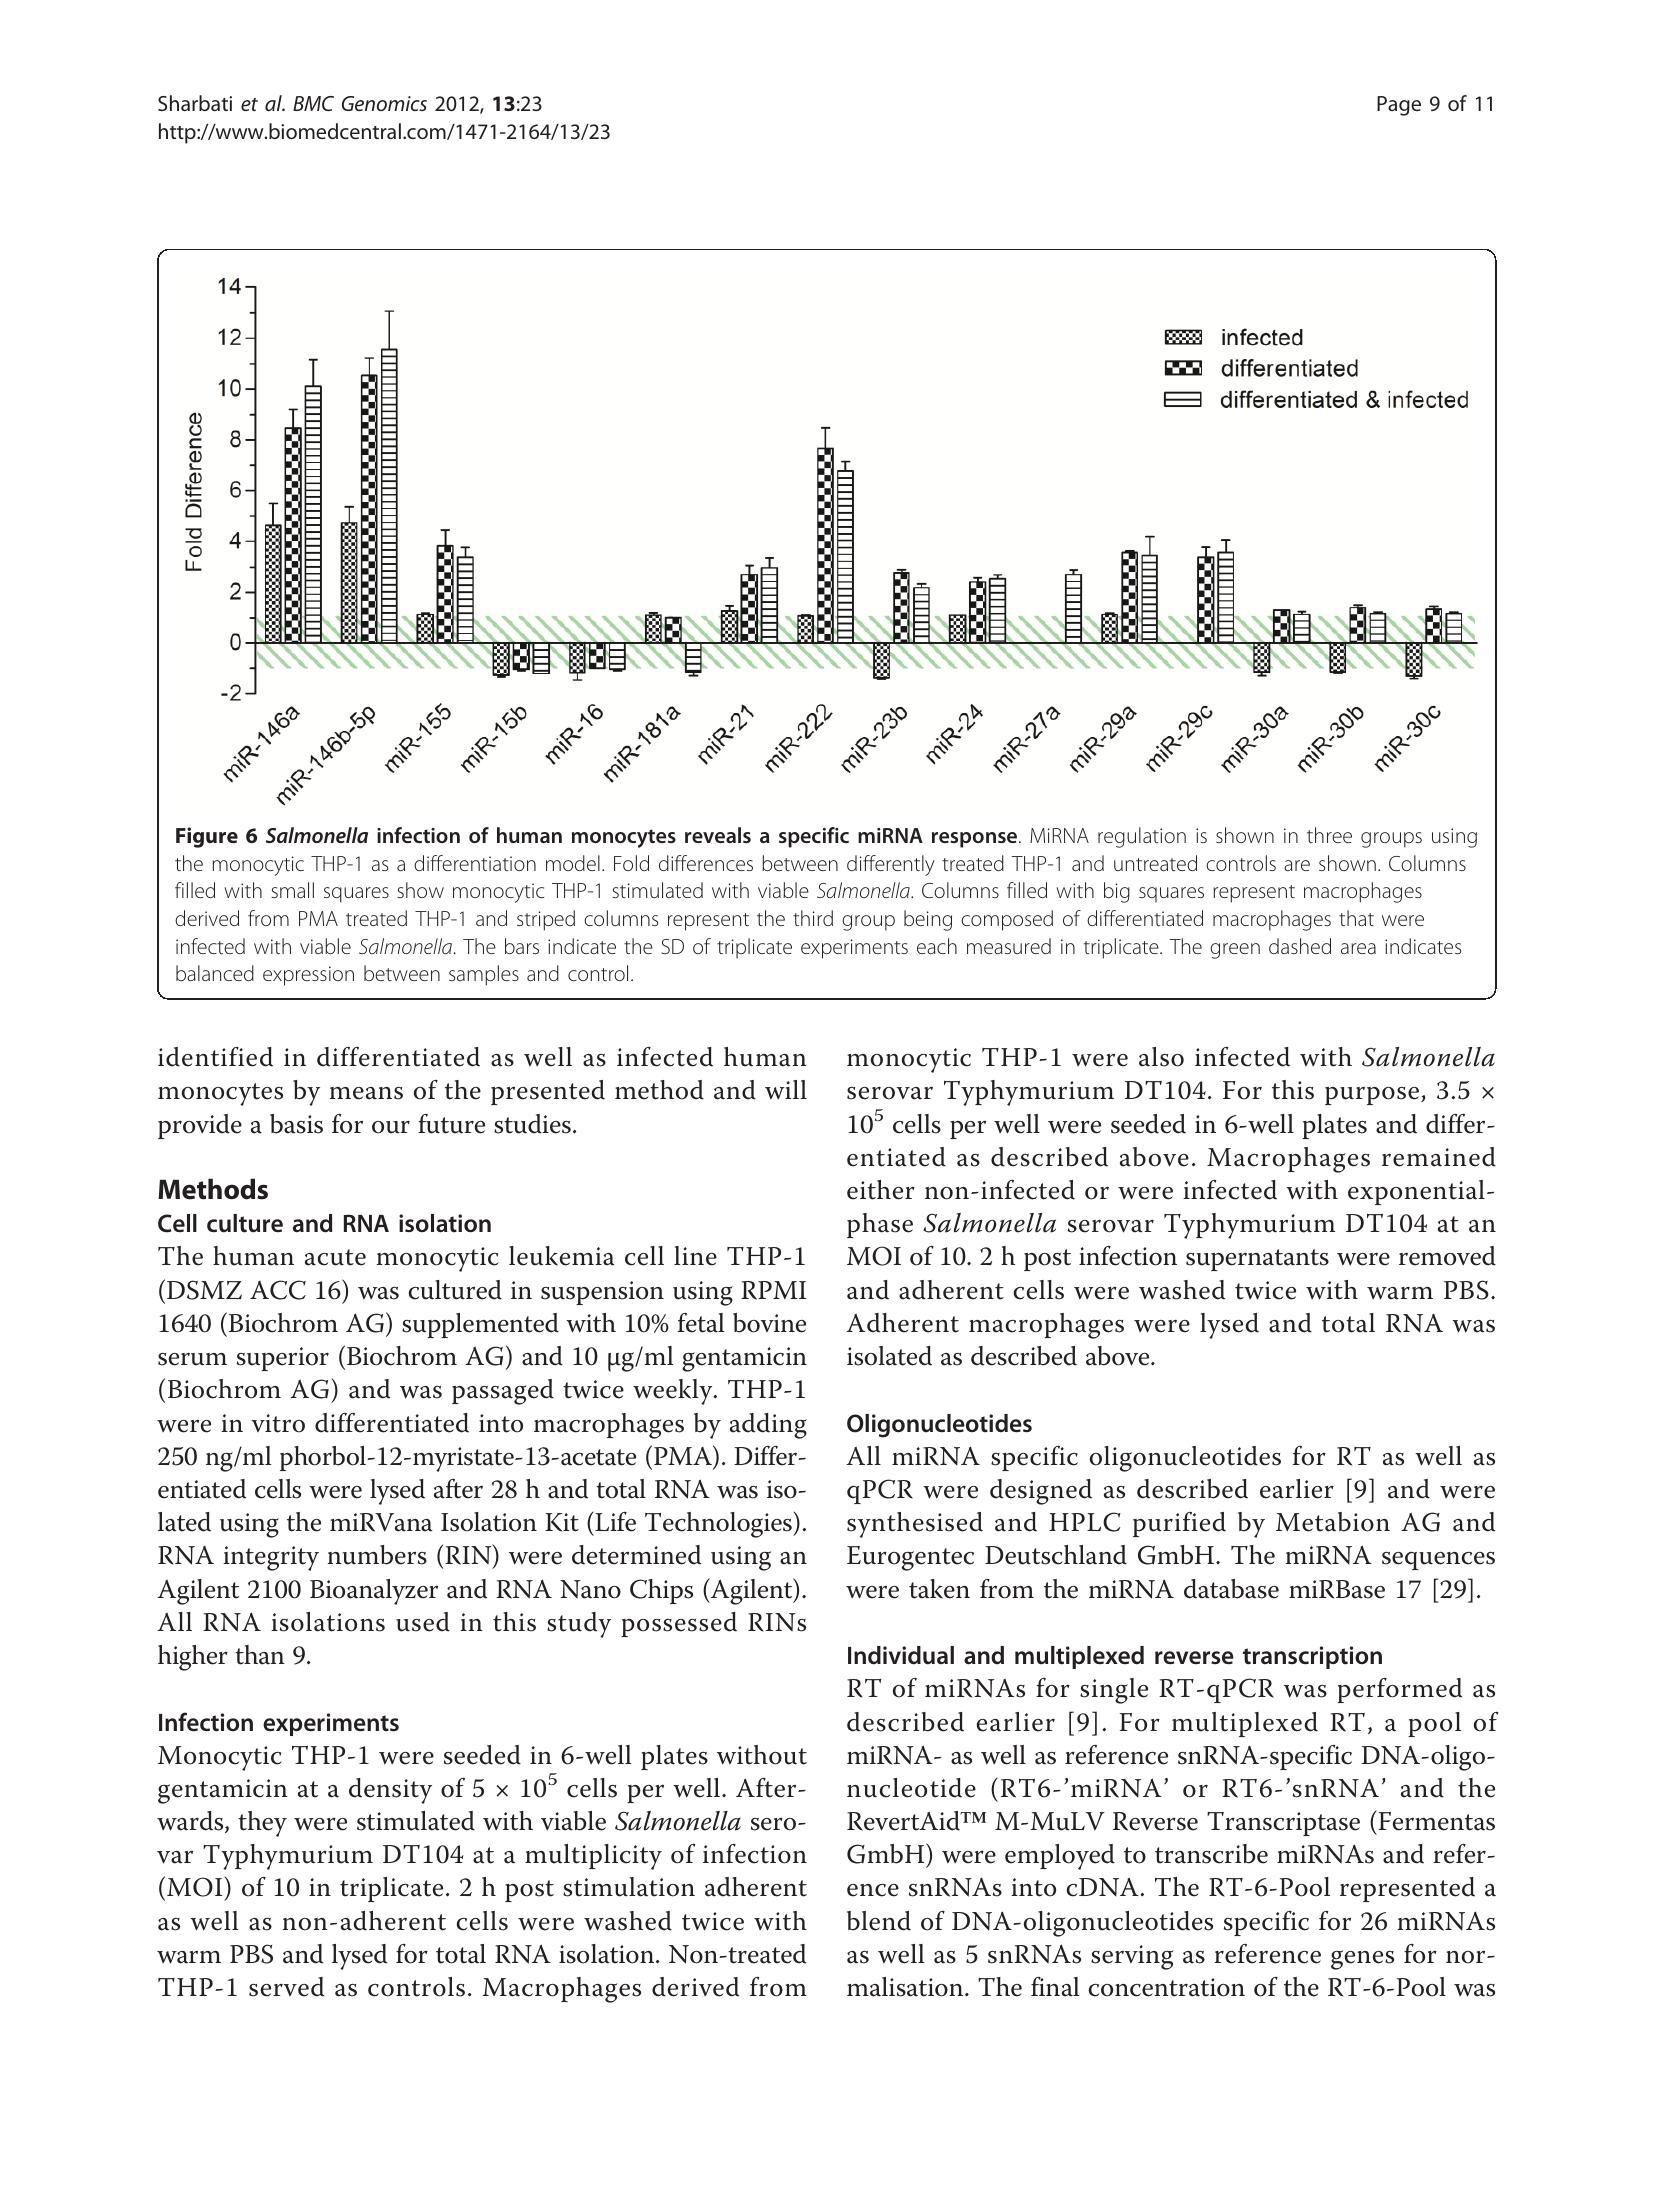 Sharbati et al. BMC Genomics 2012, 13:23
http://www.biomedcentral.com/1471-2164/13/23
Page 9 of 11
14
12
10
8
6
4
2
0
-2
Fold Difference
infected
differentiated
differentiated & infected
miR-146a
miR-146b-5p
miR-155
miR-15b
miR-16
miR-181a
miR-21
miR-222
miR-23b
miR-24
miR-27a
miR-29a
miR-29c
miR-30a
miR-30b
miR-30c
Figure 6 Salmonella infection of human monocytes reveals a specific miRNA response. MiRNA regulation is shown in three groups using
the monocytic THP-1 as a differentiation model. Fold differences between differently treated THP-1 and untreated controls are shown. Columns
filled with small squares show monocytic THP-1 stimulated with viable Salmonella. Columns filled with big squares represent macrophages
derived from PMA treated THP-1 and striped columns represent the third group being composed of differentiated macrophages that were
infected with viable Salmonella. The bars indicate the SD of triplicate experiments each measured in triplicate. The green dashed area indicates
balanced expression between samples and control.
identified in differentiated as well as infected human
monocytes by means of the presented method and will
provide a basis for our future studies.
Methods
Cell culture and RNA isolation
The human acute monocytic leukemia cell line THP-1
(DSMZ ACC 16) was cultured in suspension using RPMI
1640 (Biochrom AG) supplemented with 10% fetal bovine
serum superior (Biochrom AG) and 10 μg/ml gentamicin
(Biochrom AG) and was passaged twice weekly. THP-1
were in vitro differentiated into macrophages by adding
250 ng/ml phorbol-12-myristate-13-acetate (PMA). Differ-
entiated cells were lysed after 28 h and total RNA was iso-
lated using the miRVana Isolation Kit (Life Technologies).
RNA integrity numbers (RIN) were determined using an
Agilent 2100 Bioanalyzer and RNA Nano Chips (Agilent).
All RNA isolations used in this study possessed RINs
higher than 9.
Infection experiments
Monocytic THP-1 were seeded in 6-well plates without
gentamicin at a density of 5 × 10⁵ cells per well. After-
wards, they were stimulated with viable Salmonella sero-
var Typhymurium DT104 at a multiplicity of infection
(MOI) of 10 in triplicate. 2 h post stimulation adherent
as well as non-adherent cells were washed twice with
warm PBS and lysed for total RNA isolation. Non-treated
THP-1 served as controls. Macrophages derived from
monocytic THP-1 were also infected with Salmonella
serovar Typhymurium DT104. For this purpose, 3.5 ×
10⁵ cells per well were seeded in 6-well plates and differ-
entiated as described above. Macrophages remained
either non-infected or were infected with exponential-
phase Salmonella serovar Typhymurium DT104 at an
MOI of 10. 2 h post infection supernatants were removed
and adherent cells were washed twice with warm PBS.
Adherent macrophages were lysed and total RNA was
isolated as described above.
Oligonucleotides
All miRNA specific oligonucleotides for RT as well as
qPCR were designed as described earlier [9] and were
synthesised and HPLC purified by Metabion AG and
Eurogentec Deutschland GmbH. The miRNA sequences
were taken from the miRNA database miRBase 17 [29].
Individual and multiplexed reverse transcription
RT of miRNAs for single RT-qPCR was performed as
described earlier [9]. For multiplexed RT, a pool of
miRNA- as well as reference snRNA-specific DNA-oligo-
nucleotide (RT6-’miRNA’ or RT6-’snRNA’ and the
RevertAid™ M-MuLV Reverse Transcriptase (Fermentas
GmbH) were employed to transcribe miRNAs and refer-
ence snRNAs into cDNA. The RT-6-Pool represented a
blend of DNA-oligonucleotides specific for 26 miRNAs
as well as 5 snRNAs serving as reference genes for nor-
malisation. The final concentration of the RT-6-Pool was